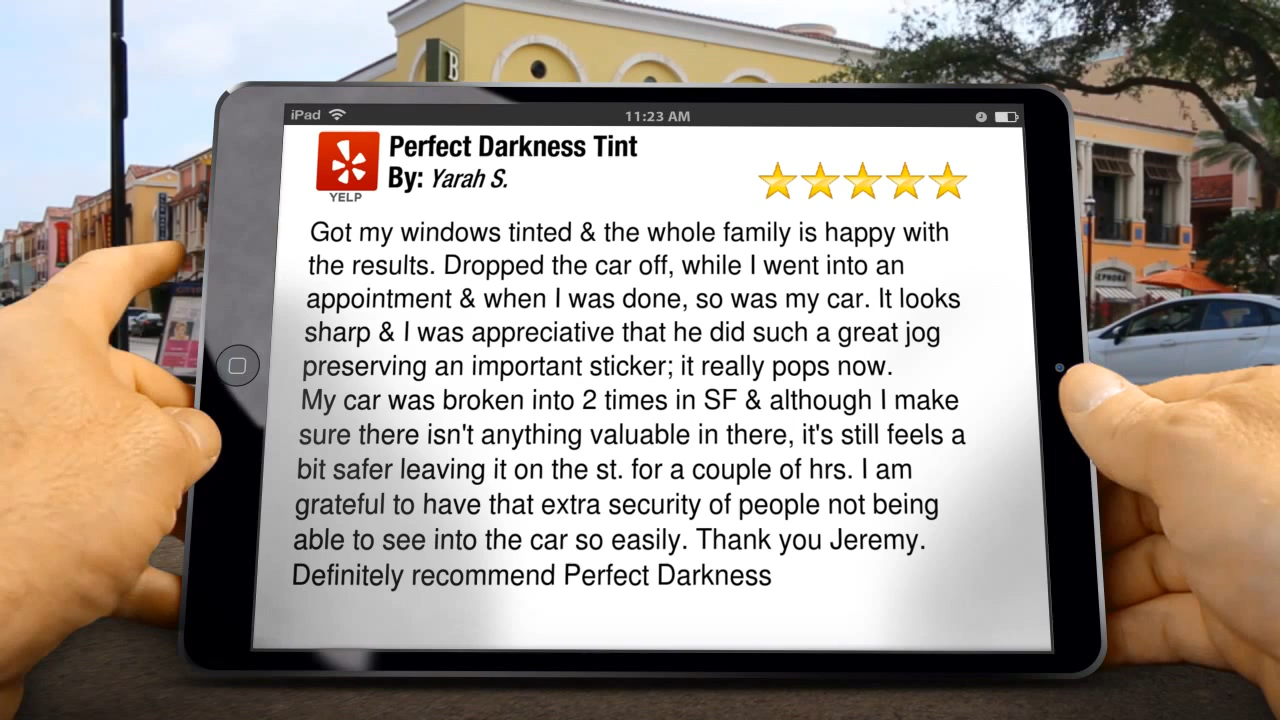 iPad
11:23 AM
Perfect Darkness Tint
By: Yarah S.
YELP
Got my windows tinted & the whole family is happy with
the results. Dropped the car off, while I went into an
appointment & when I was done, so was my car. It looks
sharp & I was appreciative that he did such a great jog
preserving an important sticker; it really pops now.
My car was broken into 2 times in SF & although I make
sure there isn't anything valuable in there, it's still feels a
bit safer leaving it on the st. for a couple of hrs. I am
grateful to have that extra security of people not being
able to see into the car so easily. Thank you Jeremy.
Definitely recommend Perfect Darkness
B
SEPHORA